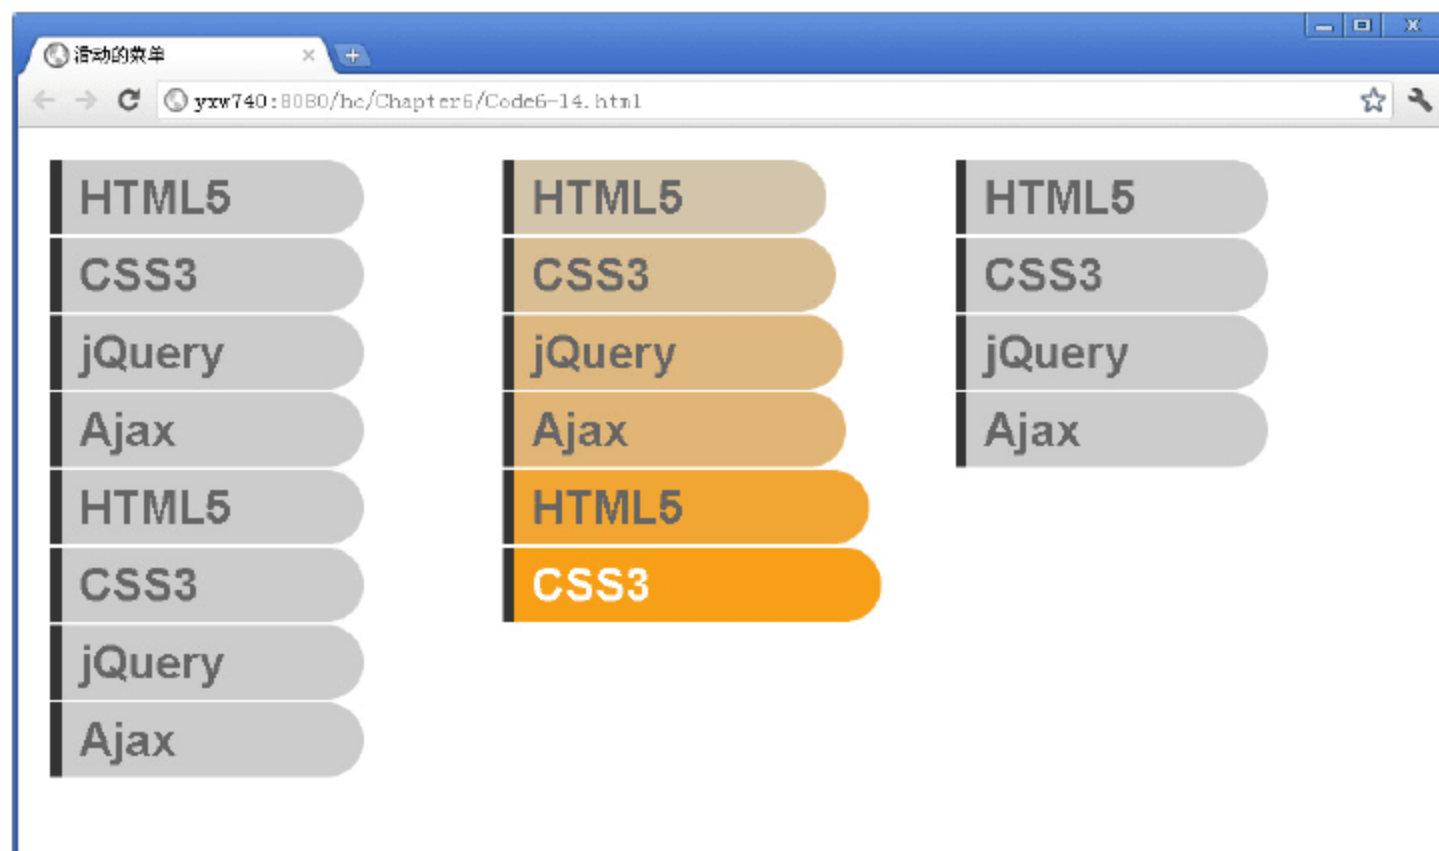 滑动的菜单
yxw740:8080/hc/Chapter6/Code6-14.html
HTML5
CSS3
jQuery
Ajax
HTML5
CSS3
jQuery
Ajax
HTML5
CSS3
jQuery
Ajax
HTML5
CSS3
HTML5
CSS3
jQuery
Ajax